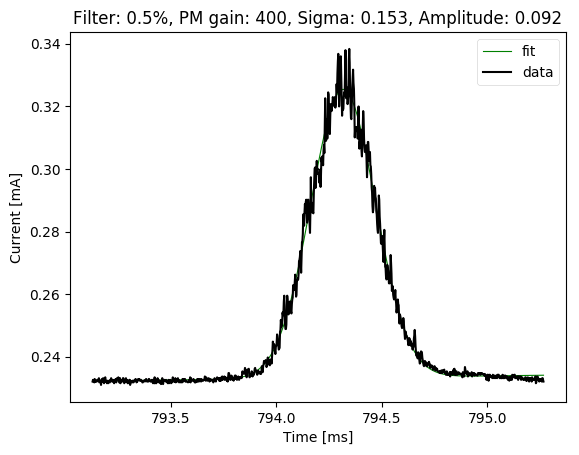 Filter: 0.5%, PM gain: 400, Sigma: 0.153, Amplitude: 0.092
fit
data
0.34
0.32
0.30
0.28
0.26
0.24
Current [mA]
793.5
794.0
794.5
795.0
Time [ms]